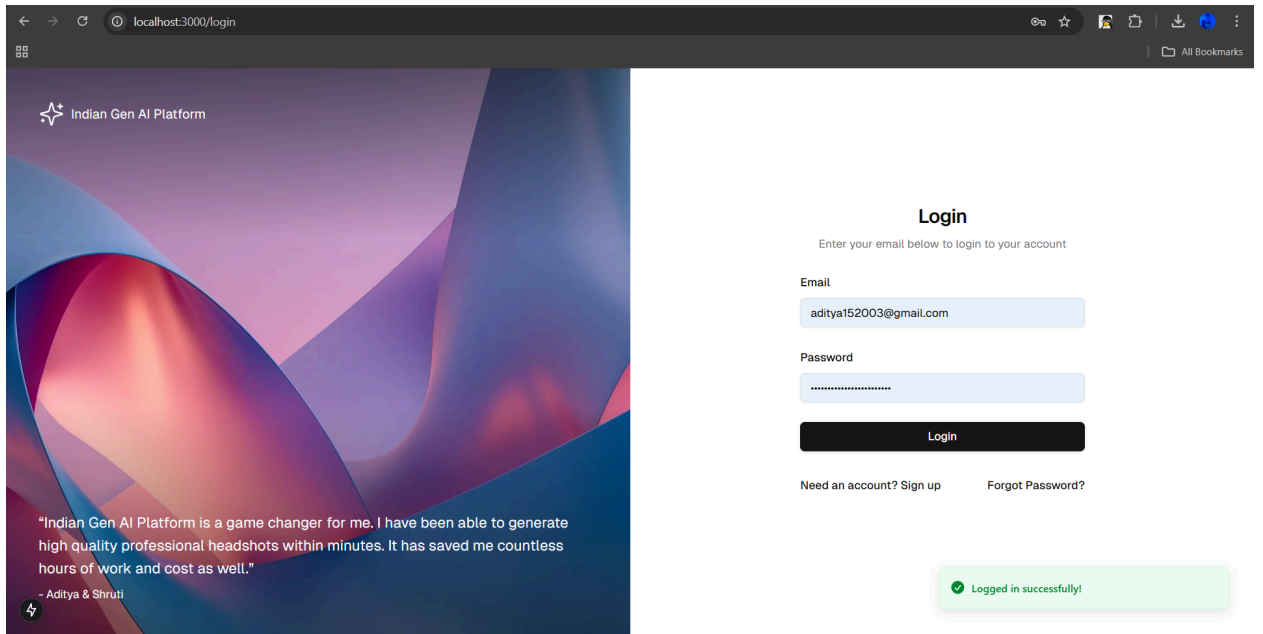 localhost:3000/login
All Bookmarks
Indian Gen AI Platform
Login
Enter your email below to login to your account
Email
aditya152003@gmail.com
Password
························
Login
Need an account? Sign up
Forgot Password?
“Indian Gen AI Platform is a game changer for me. I have been able to generate
high quality professional headshots within minutes. It has saved me countless
hours of work and cost as well.”
- Aditya & Shruti
Logged in successfully!